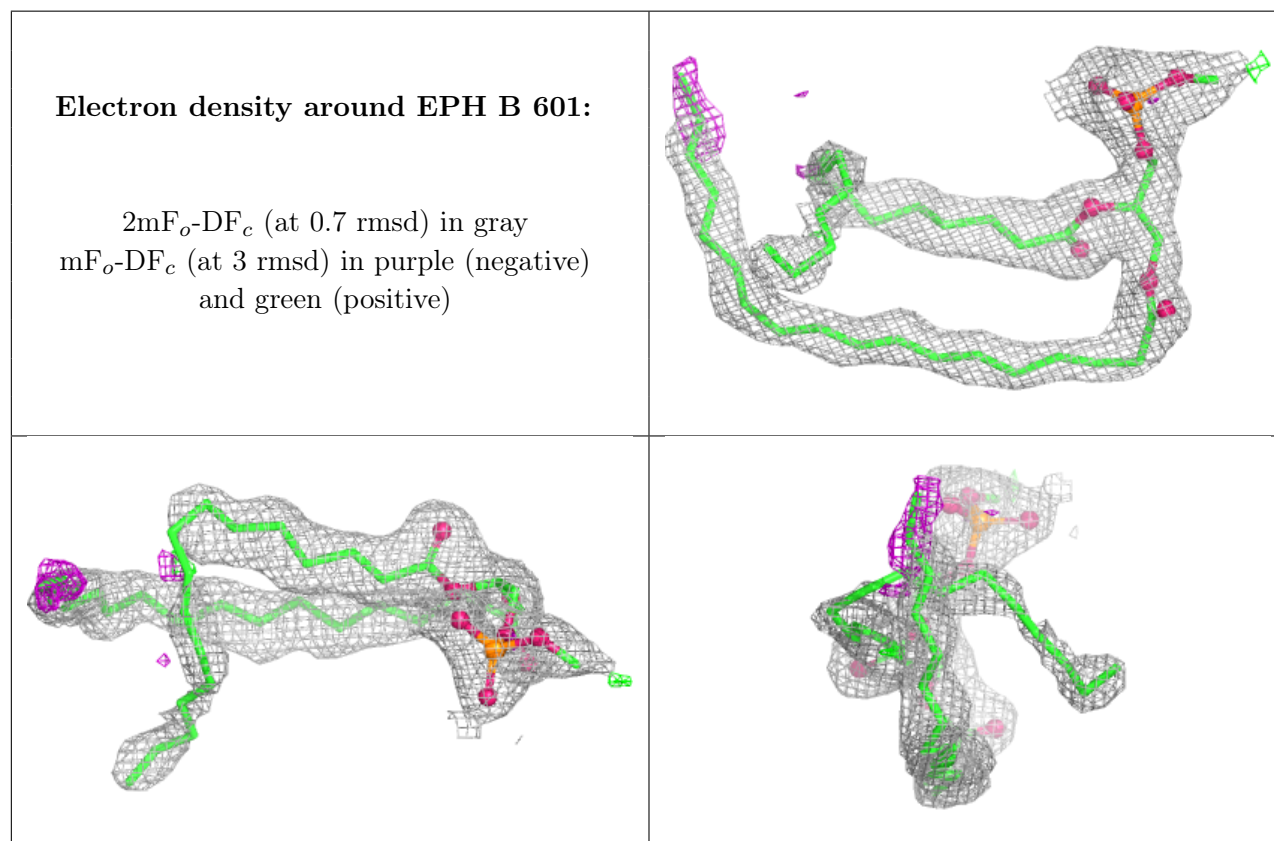 Electron density around EPH B 601:
2mFo-DFc (at 0.7 rmsd) in gray
mFo-DFc (at 3 rmsd) in purple (negative)
and green (positive)